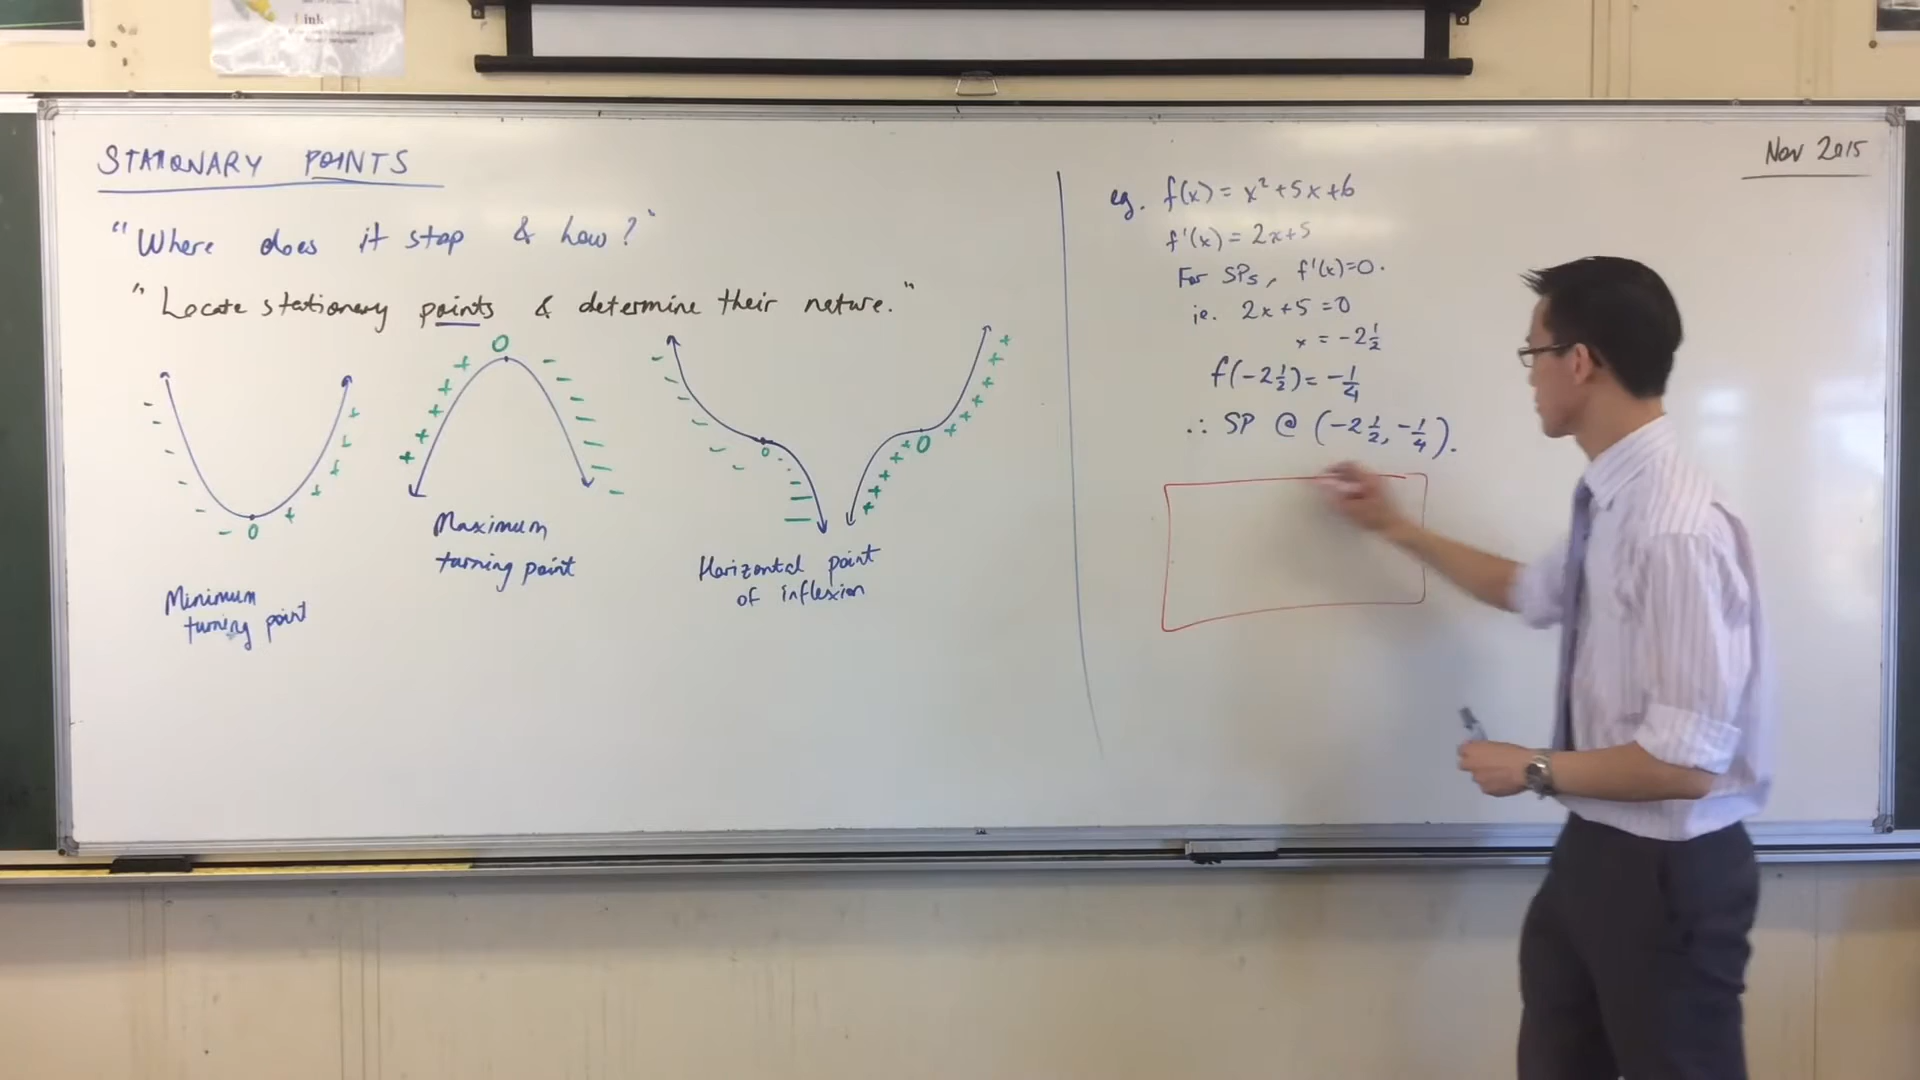 Link
STATIONARY POINTS
"Where does it stop & how?"
"Locate stationary points & determine their nature."
Minimum
turning point
Maximum
turning point
Horizontal point
of inflexion
Nov 2015
eg. f(x) = x² + 5x + 6
f'(x) = 2x + 5
For SPs, f'(x) = 0.
ie. 2x + 5 = 0
x = -2½
f(-2½) = -¼
∴ SP @ (-2½, -¼).